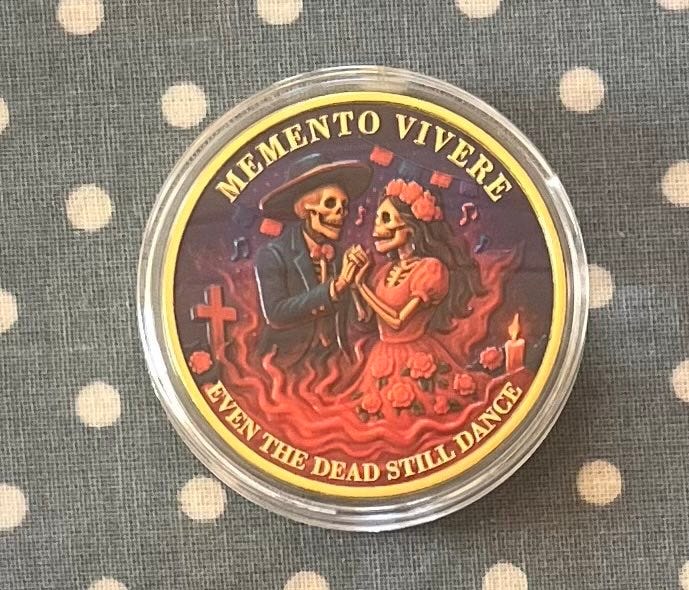 MEMENTO VIVERE
EVEN THE DEAD STILL DANCE